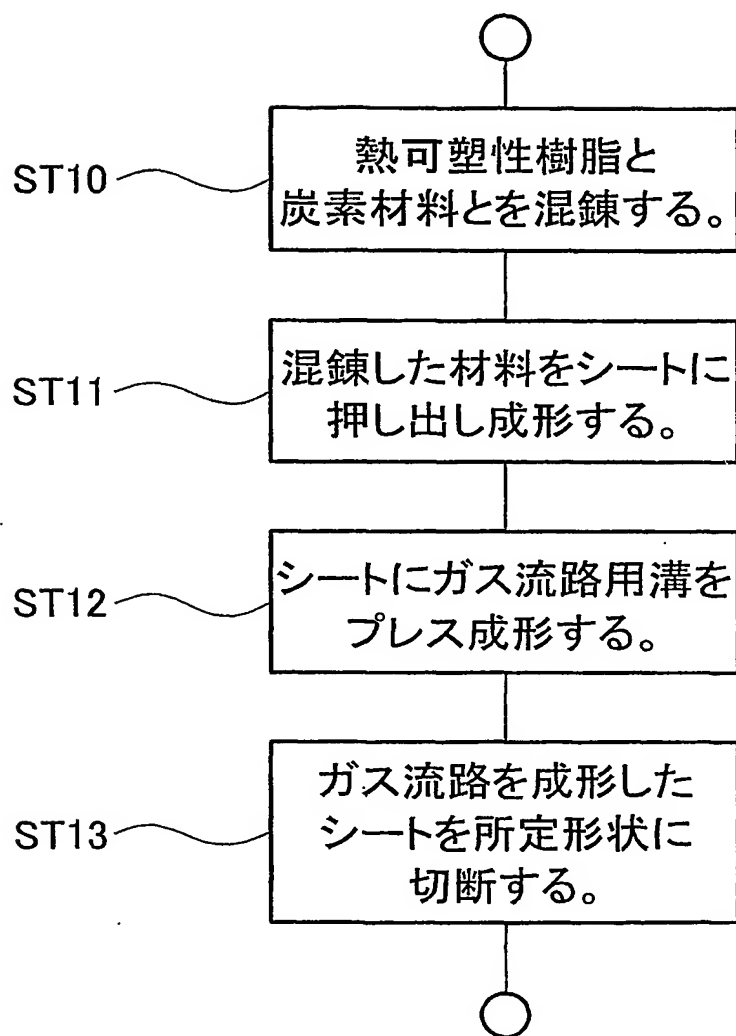 ST10
熱可塑性樹脂と
炭素材料とを混錬する。
ST11
混錬した材料をシートに
押し出し成形する。
ST12
シートにガス流路用溝を
プレス成形する。
ST13
ガス流路を成形した
シートを所定形状に
切断する。